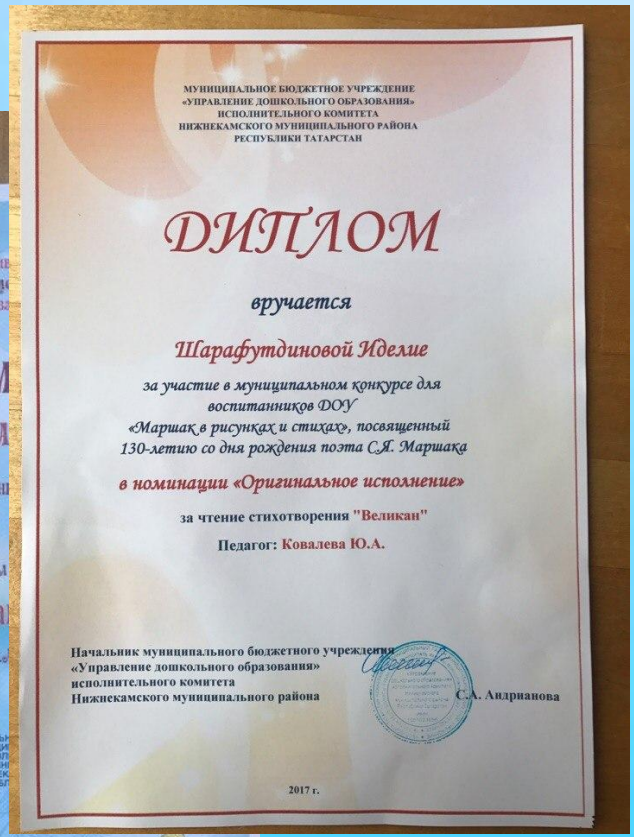 МУНИЦИПАЛЬНОЕ БЮДЖЕТНОЕ УЧРЕЖДЕНИЕ
«УПРАВЛЕНИЕ ДОШКОЛЬНОГО ОБРАЗОВАНИЯ»
ИСПОЛНИТЕЛЬНОГО КОМИТЕТА
НИЖНЕКАМСКОГО МУНИЦИПАЛЬНОГО РАЙОНА
РЕСПУБЛИКИ ТАТАРСТАН
ДИПЛОМ
вручается
Шарафутдиновой Иделие
за участие в муниципальном конкурсе для
воспитанников ДОУ
«Маршак в рисунках и стихах», посвященный
130-летию со дня рождения поэта С.Я. Маршака
в номинации «Оригинальное исполнение»
за чтение стихотворения "Великан"
Педагог: Ковалева Ю.А.
Начальник муниципального бюджетного учреждения
«Управление дошкольного образования»
исполнительного комитета
Нижнекамского муниципального района С.А. Андрианова
2017 г.